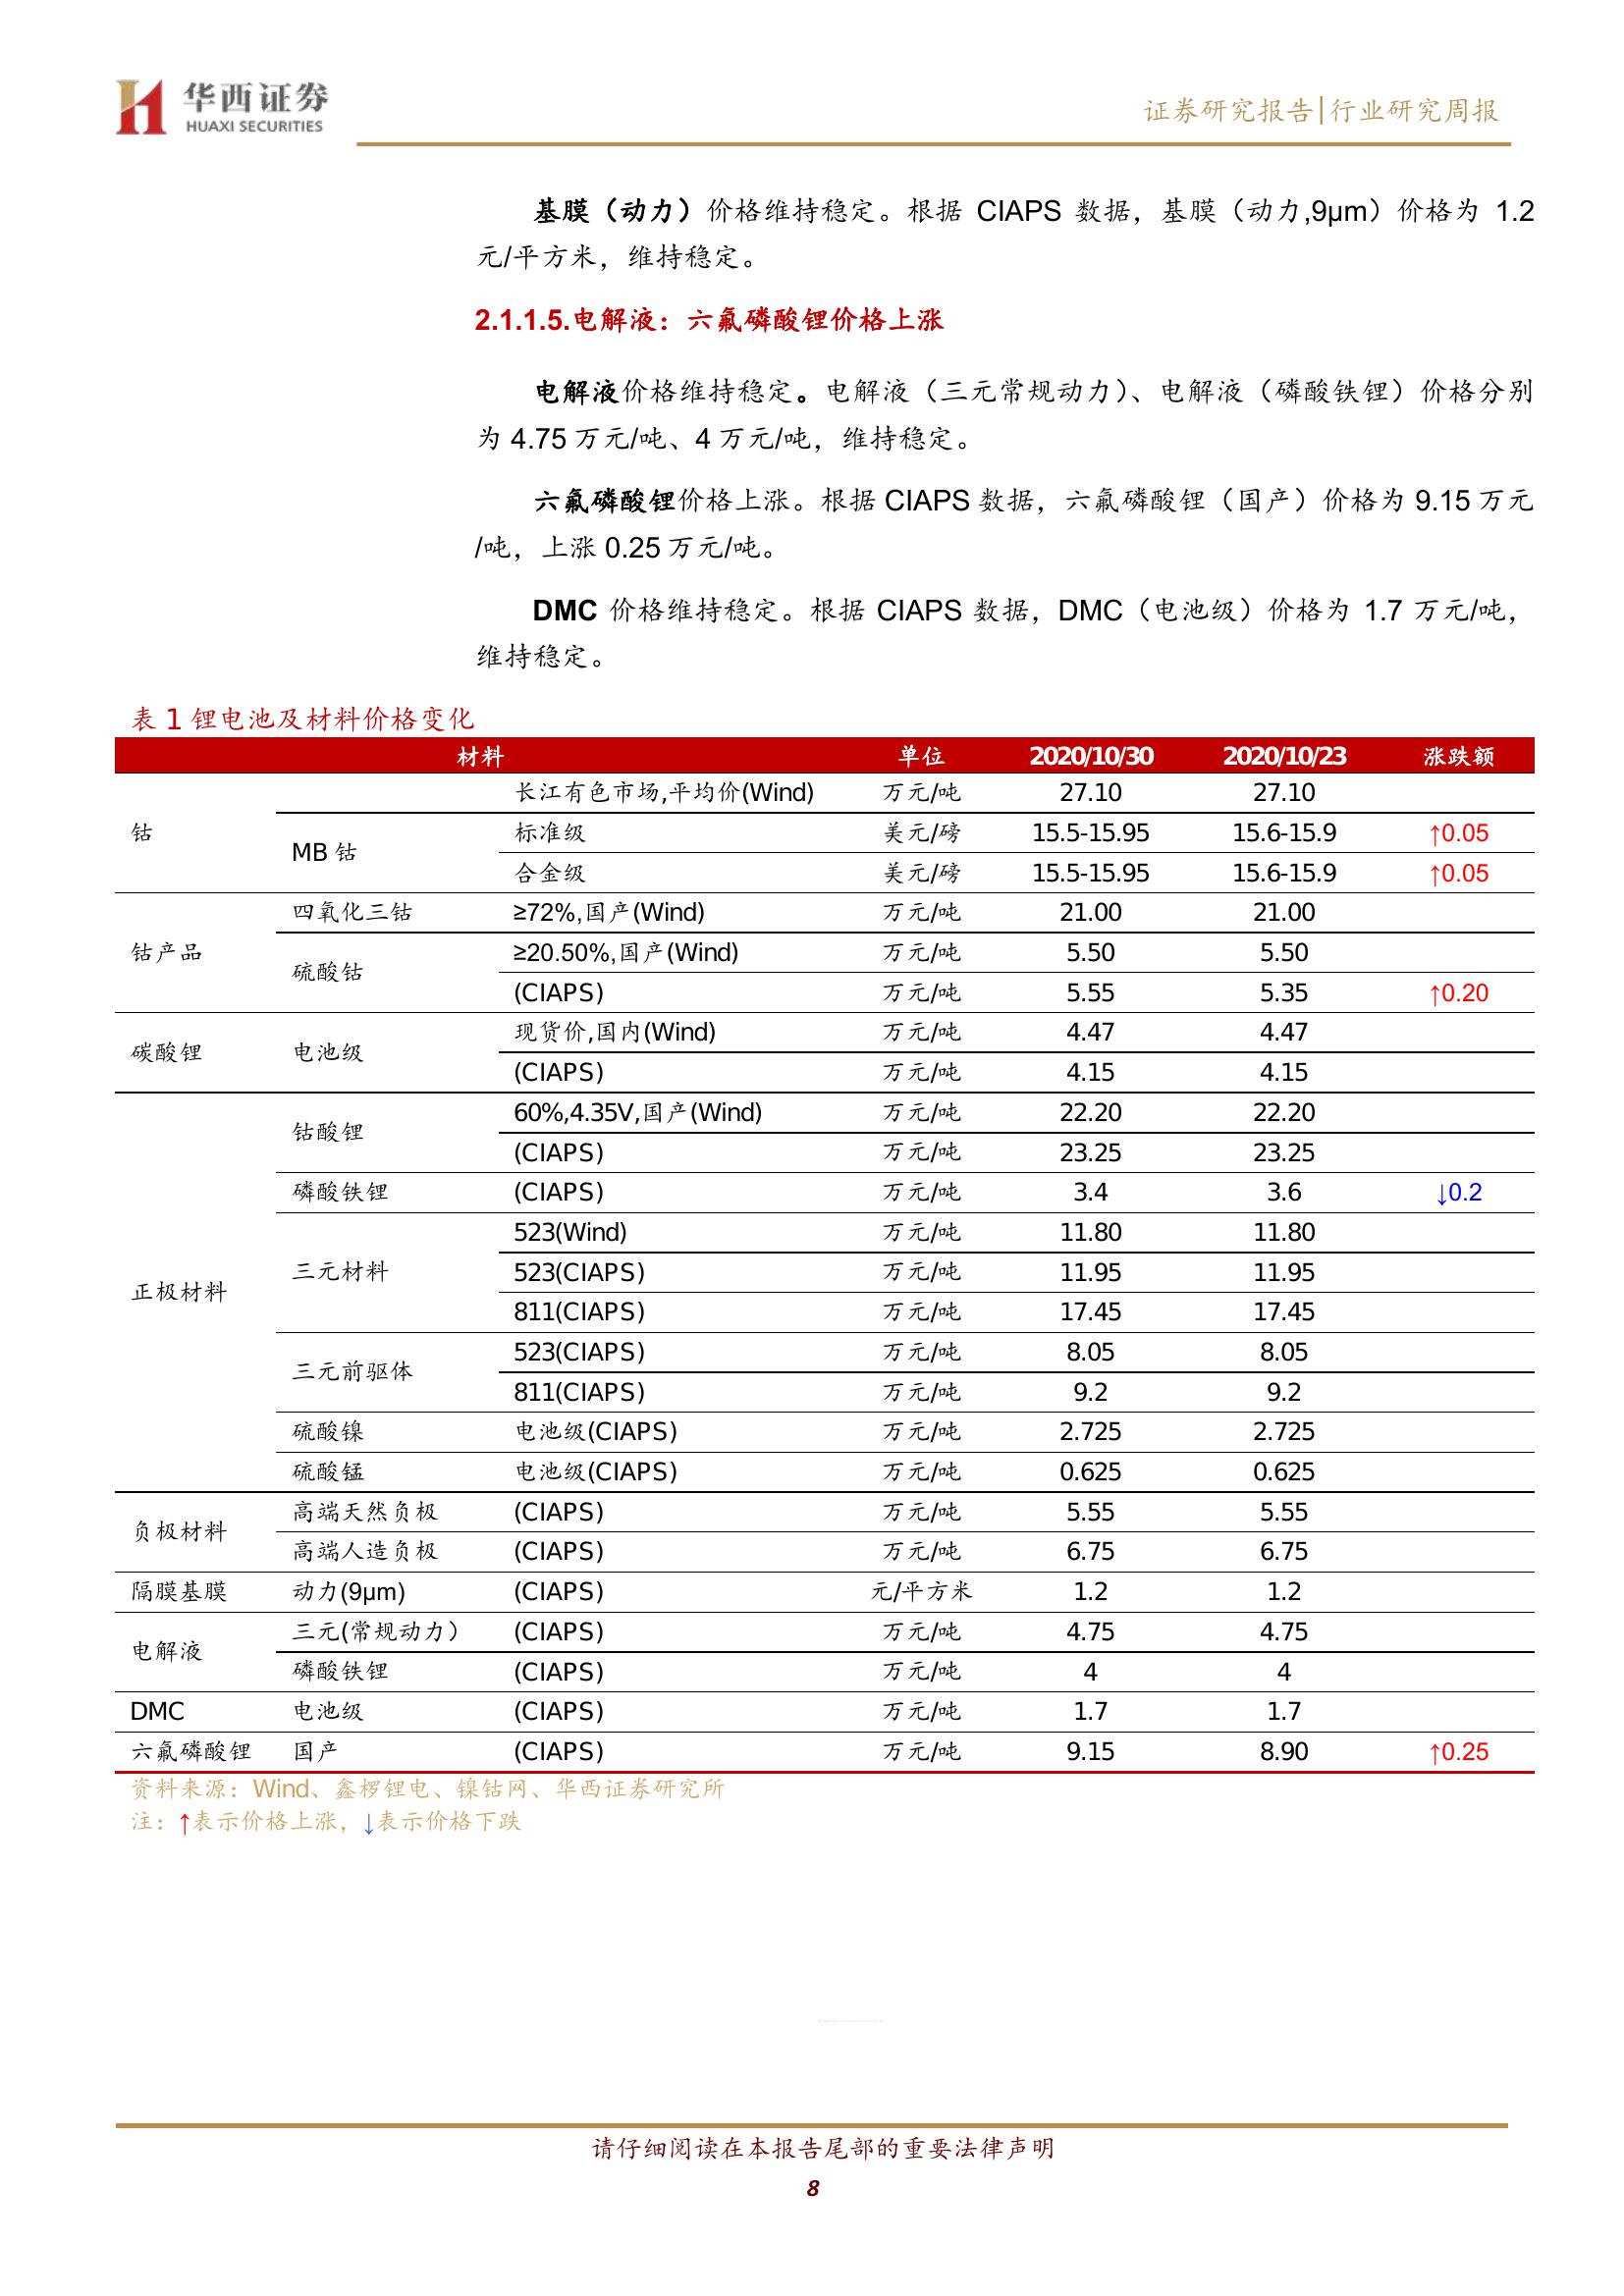 华西证券
HUAXI SECURITIES
证券研究报告|行业研究周报
基膜（动力）价格维持稳定。根据 CIAPS 数据，基膜（动力,9μm）价格为 1.2
元/平方米，维持稳定。
2.1.1.5.电解液：六氟磷酸锂价格上涨
电解液价格维持稳定。电解液（三元常规动力）、电解液（磷酸铁锂）价格分别
为 4.75 万元/吨、4 万元/吨，维持稳定。
六氟磷酸锂价格上涨。根据 CIAPS 数据，六氟磷酸锂（国产）价格为 9.15 万元
/吨，上涨 0.25 万元/吨。
DMC 价格维持稳定。根据 CIAPS 数据，DMC（电池级）价格为 1.7 万元/吨，
维持稳定。
表 1 锂电池及材料价格变化
材料 单位 2020/10/30 2020/10/23 涨跌额
钴 长江有色市场,平均价(Wind) 万元/吨 27.10 27.10
MB 钴 标准级 美元/磅 15.5-15.95 15.6-15.9 ↑0.05
合金级 美元/磅 15.5-15.95 15.6-15.9 ↑0.05
钴产品 四氧化三钴 ≥72%,国产(Wind) 万元/吨 21.00 21.00
硫酸钴 ≥20.50%,国产(Wind) 万元/吨 5.50 5.50
(CIAPS) 万元/吨 5.55 5.35 ↑0.20
碳酸锂 电池级 现货价,国内(Wind) 万元/吨 4.47 4.47
(CIAPS) 万元/吨 4.15 4.15
正极材料 钴酸锂 60%,4.35V,国产(Wind) 万元/吨 22.20 22.20
(CIAPS) 万元/吨 23.25 23.25
磷酸铁锂 (CIAPS) 万元/吨 3.4 3.6 ↓0.2
三元材料 523(Wind) 万元/吨 11.80 11.80
523(CIAPS) 万元/吨 11.95 11.95
811(CIAPS) 万元/吨 17.45 17.45
三元前驱体 523(CIAPS) 万元/吨 8.05 8.05
811(CIAPS) 万元/吨 9.2 9.2
硫酸镍 电池级(CIAPS) 万元/吨 2.725 2.725
硫酸锰 电池级(CIAPS) 万元/吨 0.625 0.625
负极材料 高端天然负极 (CIAPS) 万元/吨 5.55 5.55
高端人造负极 (CIAPS) 万元/吨 6.75 6.75
隔膜基膜 动力(9μm) (CIAPS) 元/平方米 1.2 1.2
电解液 三元(常规动力） (CIAPS) 万元/吨 4.75 4.75
磷酸铁锂 (CIAPS) 万元/吨 4 4
DMC 电池级 (CIAPS) 万元/吨 1.7 1.7
六氟磷酸锂 国产 (CIAPS) 万元/吨 9.15 8.90 ↑0.25
资料来源：Wind、鑫椤锂电、镍钴网、华西证券研究所
注：↑表示价格上涨，↓表示价格下跌
请仔细阅读在本报告尾部的重要法律声明
8